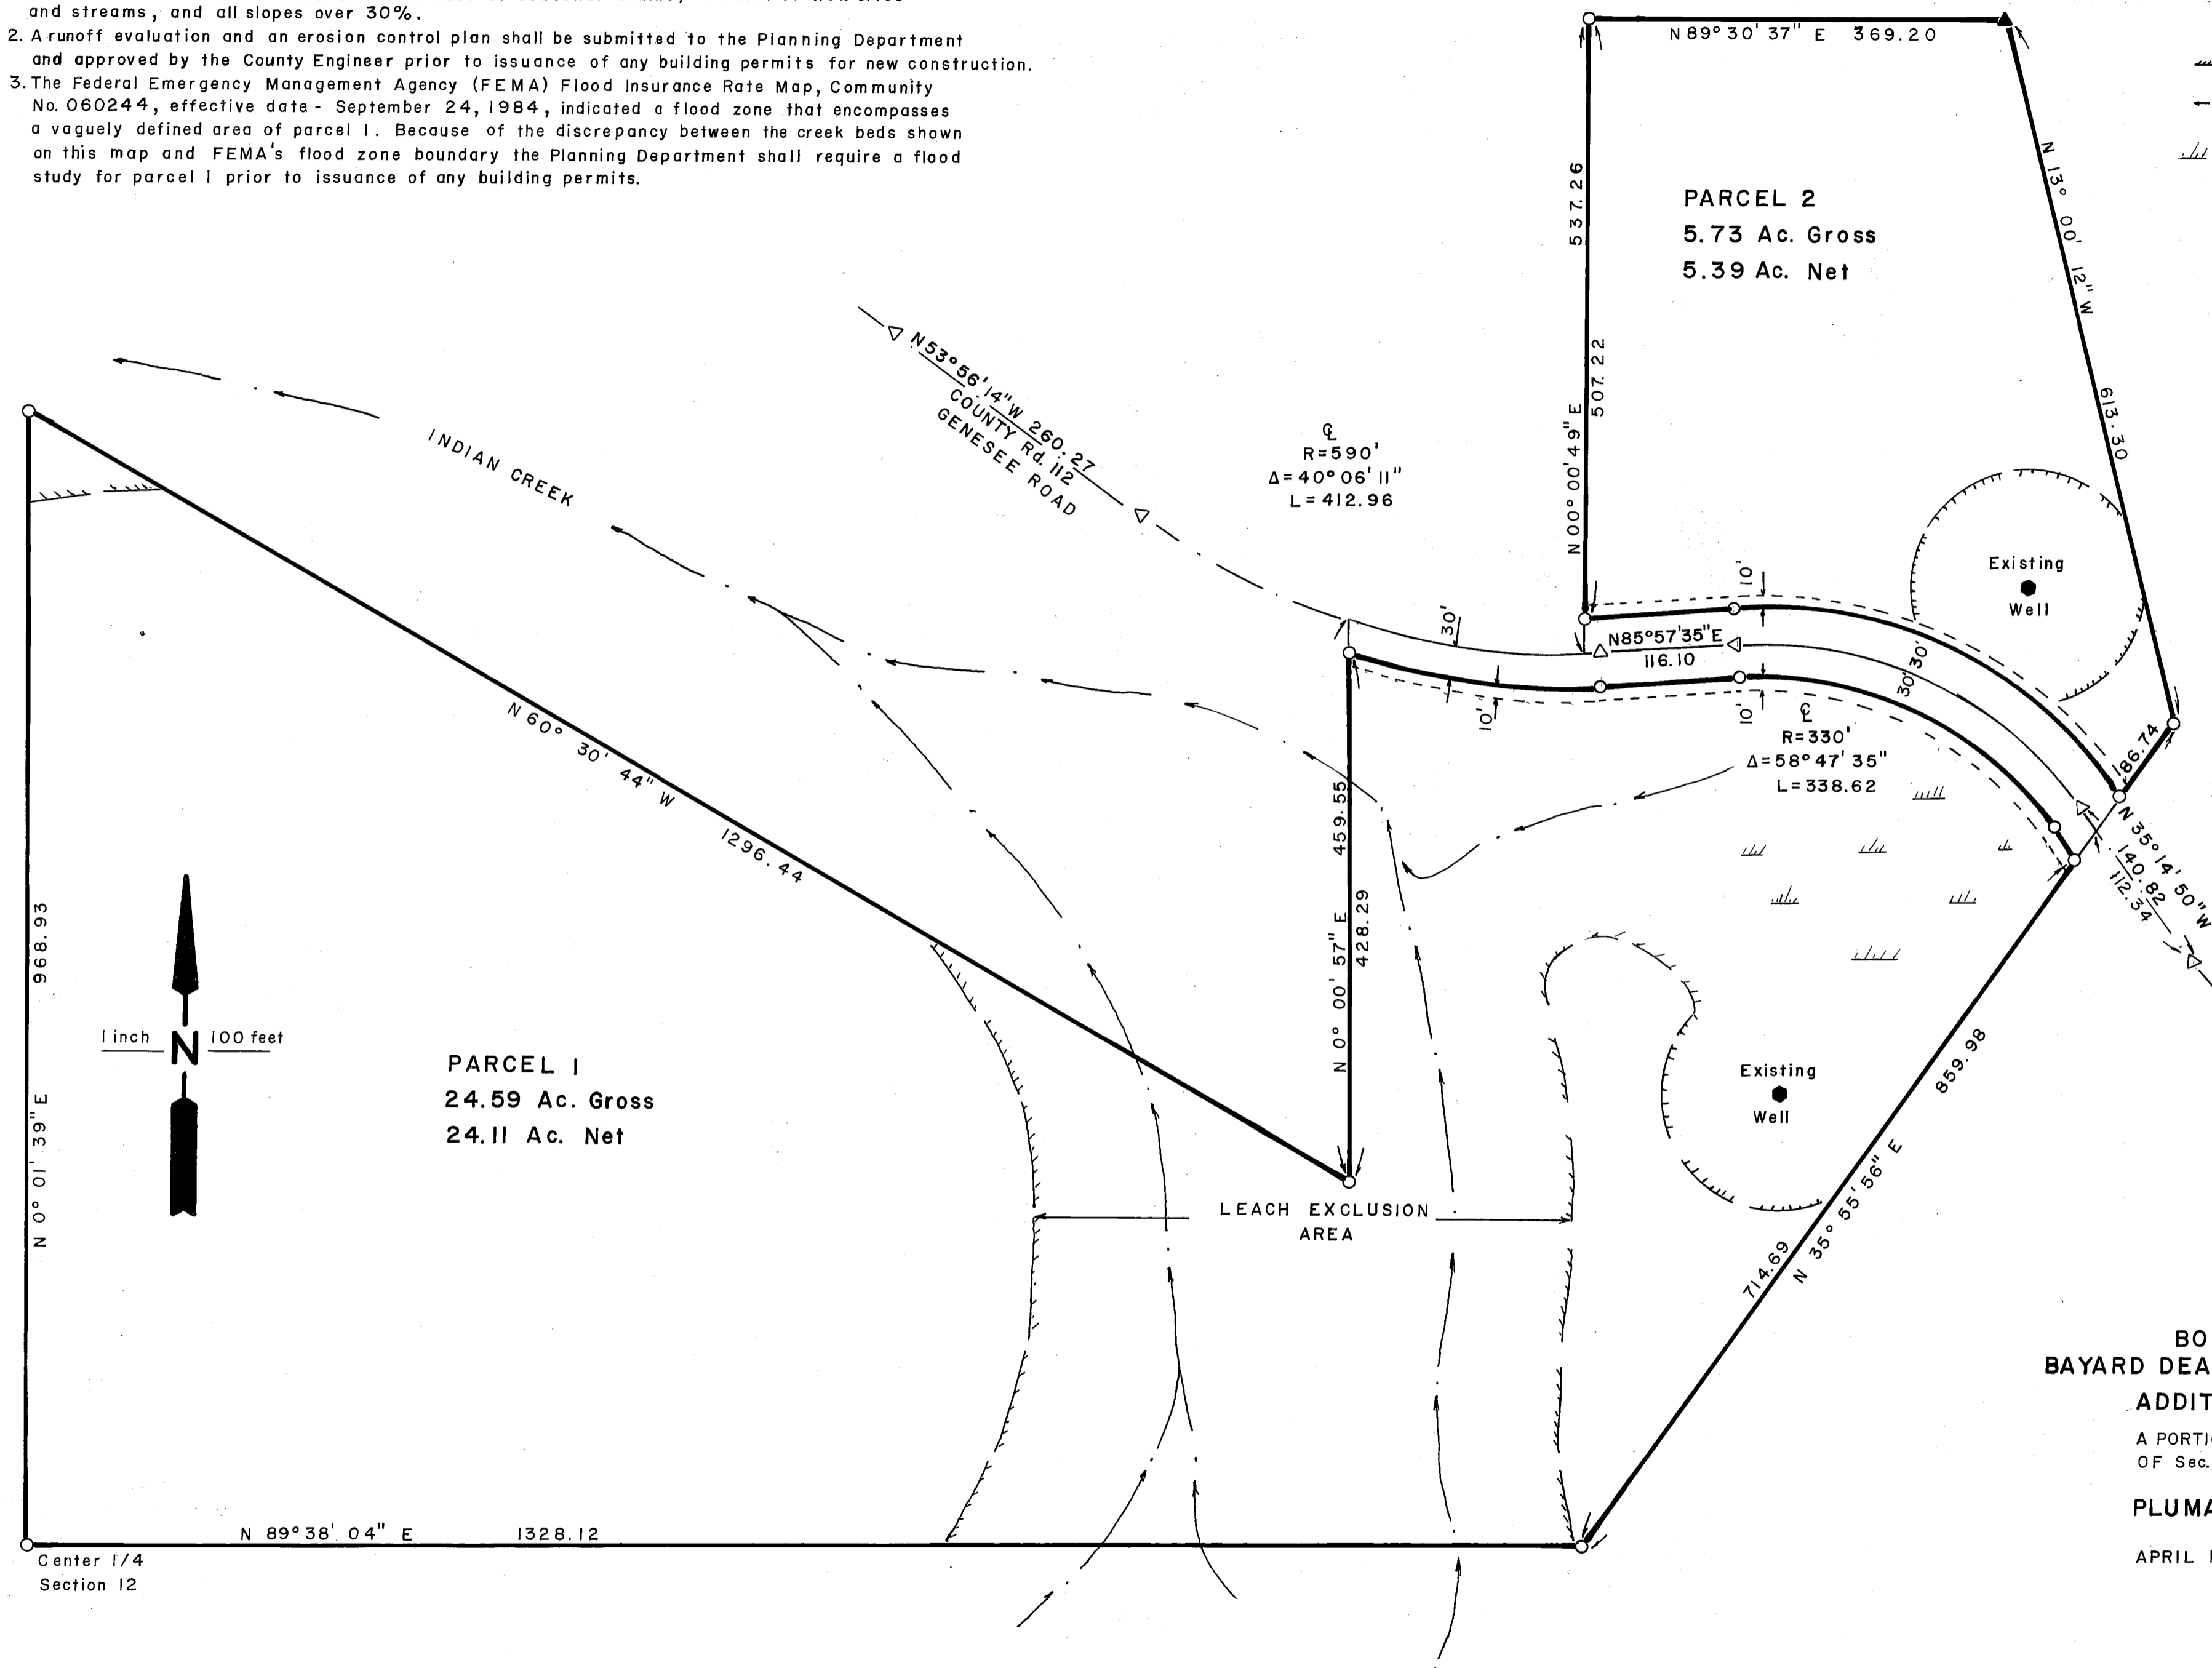 and streams, and all slopes over 30%.
2. A runoff evaluation and an erosion control plan shall be submitted to the Planning Department
and approved by the County Engineer prior to issuance of any building permits for new construction.
3. The Federal Emergency Management Agency (FEMA) Flood Insurance Rate Map, Community
No. 060244, effective date - September 24, 1984, indicated a flood zone that encompasses
a vaguely defined area of parcel 1. Because of the discrepancy between the creek beds shown
on this map and FEMA's flood zone boundary the Planning Department shall require a flood
study for parcel 1 prior to issuance of any building permits.
N 89° 30' 37" E 369.20
N 13° 00' 12" W
613.30
537.26
507.22
N 00° 00' 49" E
PARCEL 2
5.73 Ac. Gross
5.39 Ac. Net
N 53° 56' 14" W 260.27
COUNTY Rd. 112
GENESEE ROAD
INDIAN CREEK
℄
R=590'
Δ=40° 06' 11"
L=412.96
Existing
Well
10'
30'
N 85° 57' 35" E
116.10
30'
30'
10'
10'
℄
R=330'
Δ=58° 47' 35"
L=338.62
86.74
N 35° 14' 50" W
140.82
112.34
N 60° 30' 44" W
1296.44
459.55
428.29
N 0° 00' 57" E
968.93
N 0° 01' 39" E
1 inch N 100 feet
PARCEL 1
24.59 Ac. Gross
24.11 Ac. Net
Existing
Well
859.98
N 35° 55' 56" E
714.69
LEACH EXCLUSION
AREA
BO
BAYARD DEA
ADDIT
A PORTI
OF Sec.
PLUMA
APRIL
N 89° 38' 04" E 1328.12
Center 1/4
Section 12